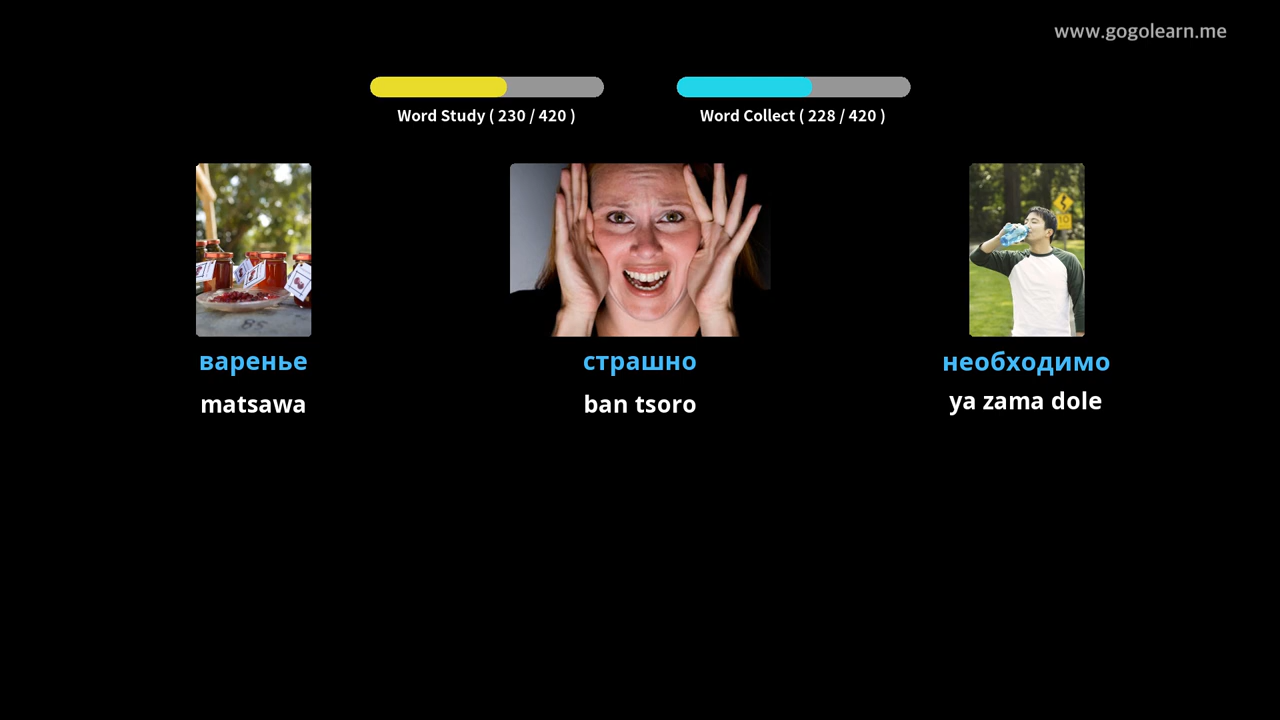 www.gogolearn.me
Word Study ( 230 / 420 )
Word Collect ( 228 / 420 )
варенье
страшно
необходимо
matsawa
ban tsoro
ya zama dole